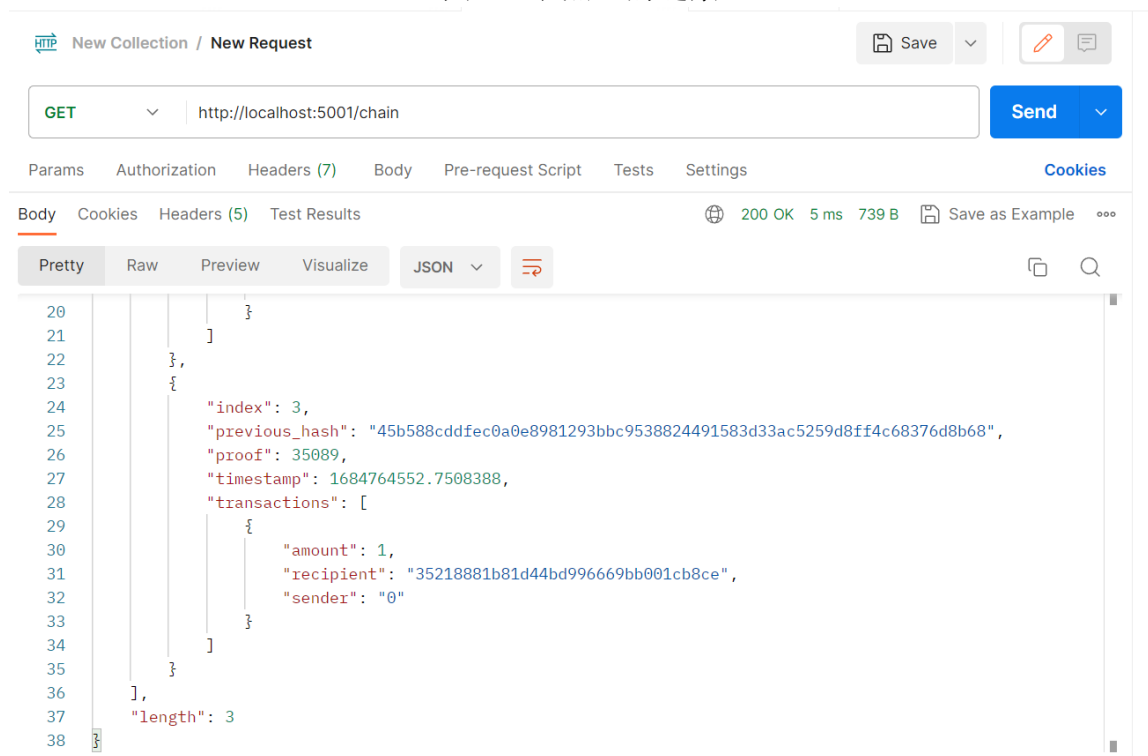 HTTP New Collection / New Request Save
GET http://localhost:5001/chain Send
Params Authorization Headers (7) Body Pre-request Script Tests Settings Cookies
Body Cookies Headers (5) Test Results 200 OK 5 ms 739 B Save as Example
Pretty Raw Preview Visualize JSON
20 }
21 ]
22 },
23 {
24 "index": 3,
25 "previous_hash": "45b588cddfec0a0e8981293bbc9538824491583d33ac5259d8ff4c68376d8b68",
26 "proof": 35089,
27 "timestamp": 1684764552.7508388,
28 "transactions": [
29 {
30 "amount": 1,
31 "recipient": "35218881b81d44bd996669bb001cb8ce",
32 "sender": "0"
33 }
34 ]
35 }
36 ],
37 "length": 3
38 }